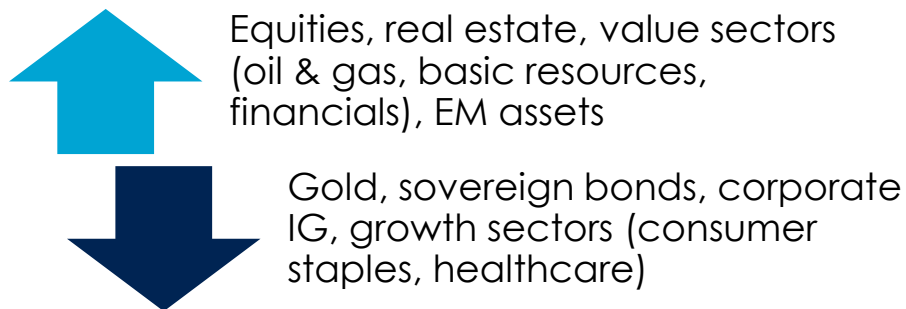 Equities, real estate, value sectors
(oil & gas, basic resources,
financials), EM assets
Gold, sovereign bonds, corporate
IG, growth sectors (consumer
staples, healthcare)